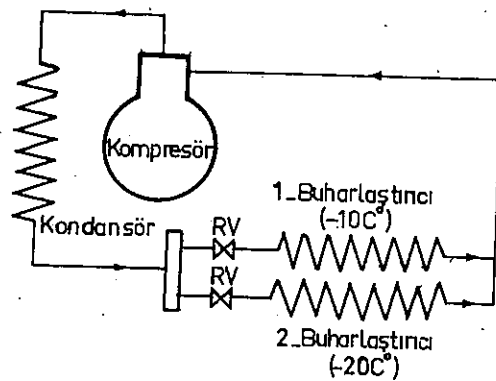 Kompresör
Kondansör
RV
1_Buharlaştırıcı
(-10C°)
RV
2_Buharlaştırıcı
(-20C°)